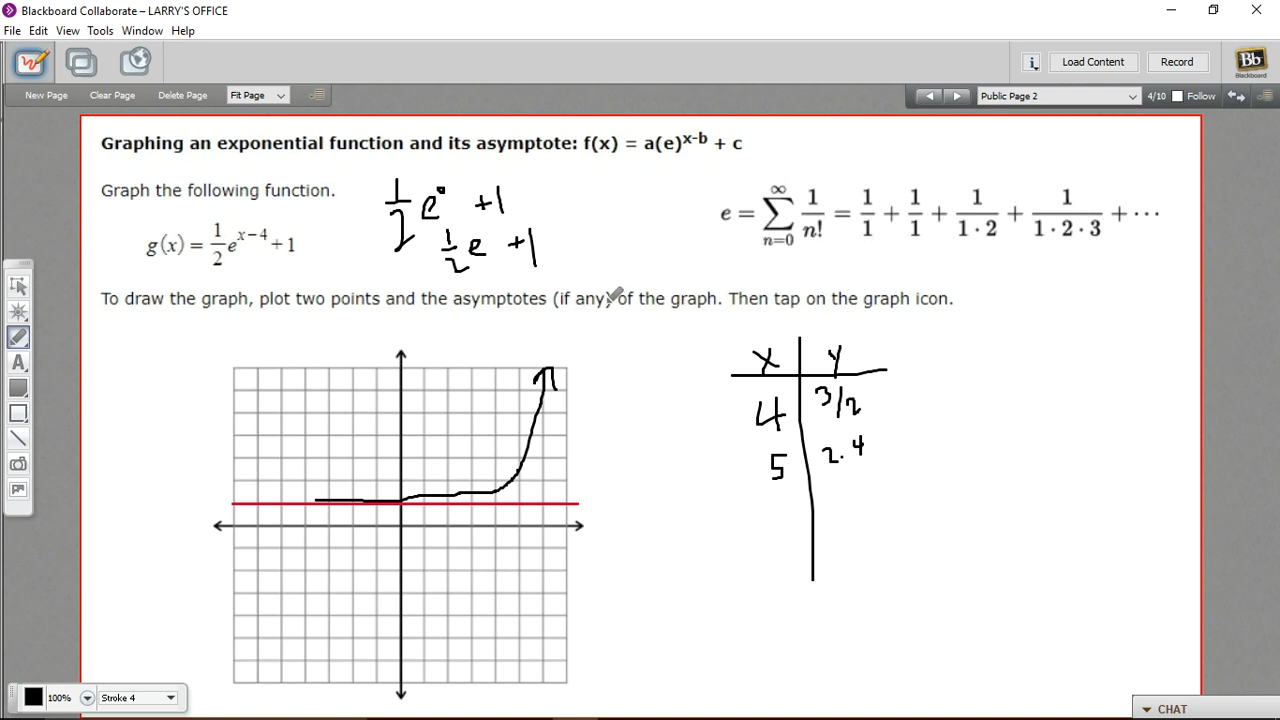 Blackboard Collaborate – LARRY'S OFFICE
File Edit View Tools Window Help
Load Content Record Bb Blackboard
New Page Clear Page Delete Page Fit Page Public Page 2 4/10 Follow
Graphing an exponential function and its asymptote: f(x) = a(e)^{x-b} + c
Graph the following function.
g(x) = 1/2 e^{x-4} + 1
1/2 e^0 +1
1/2 e +1
e = ∑_{n=0}^{∞} 1/n! = 1/1 + 1/1 + 1/(1·2) + 1/(1·2·3) + ···
To draw the graph, plot two points and the asymptotes (if any) of the graph. Then tap on the graph icon.
x y
4 3/2
5 2.4
A
100% Stroke 4
CHAT